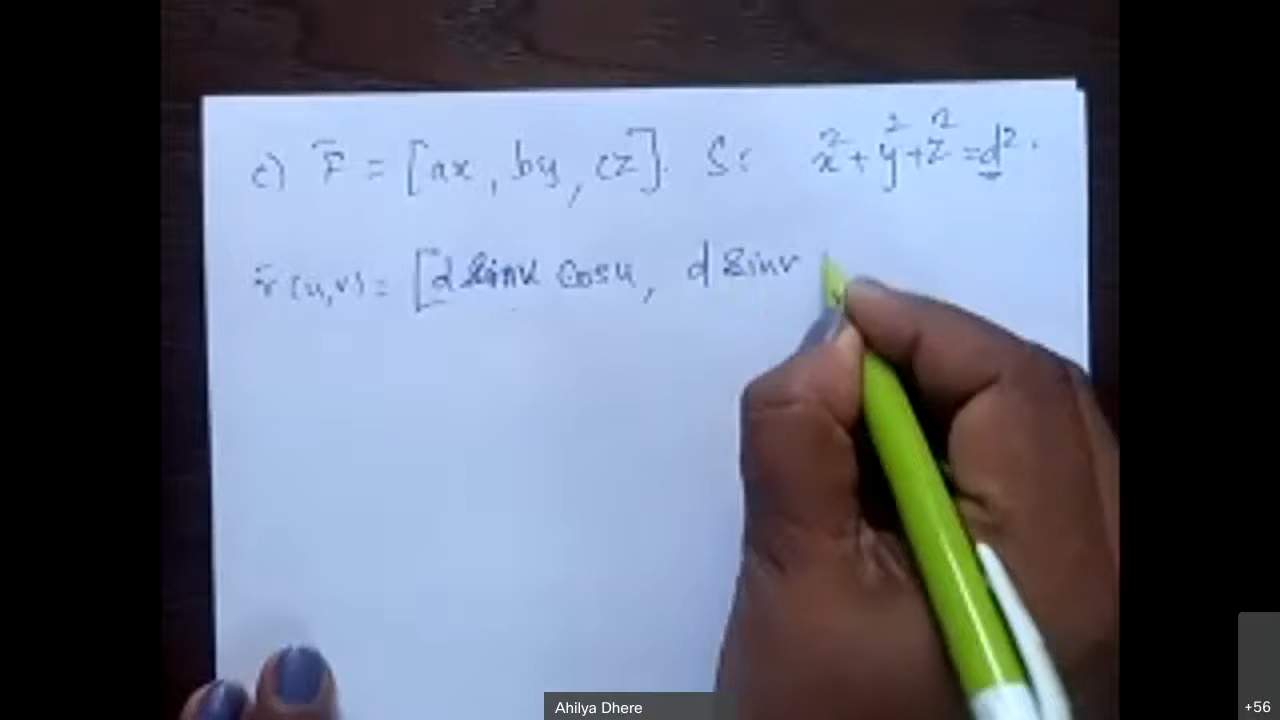 c) F̄ = [ax, by, cz]. S: x² + y² + z² = d².
r̄(u,v) = [d sinv cosu, d sinv
Ahilya Dhere
+56